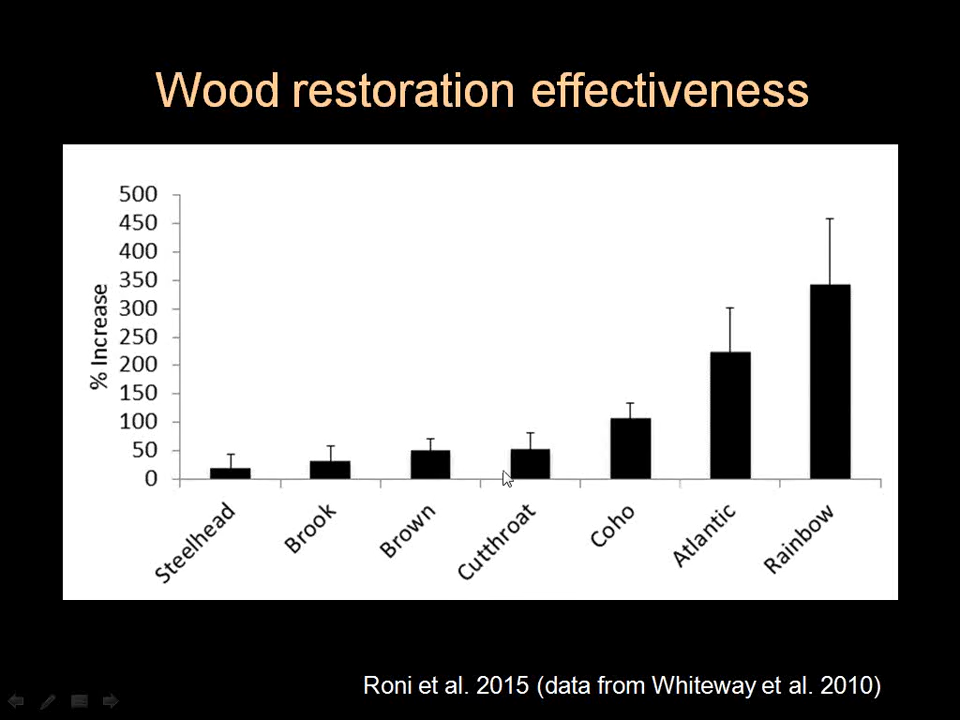 Wood restoration effectiveness
500
450
400
350
300
250
200
150
100
50
0
% Increase
Steelhead
Brook
Brown
Cutthroat
Coho
Atlantic
Rainbow
Roni et al. 2015 (data from Whiteway et al. 2010)